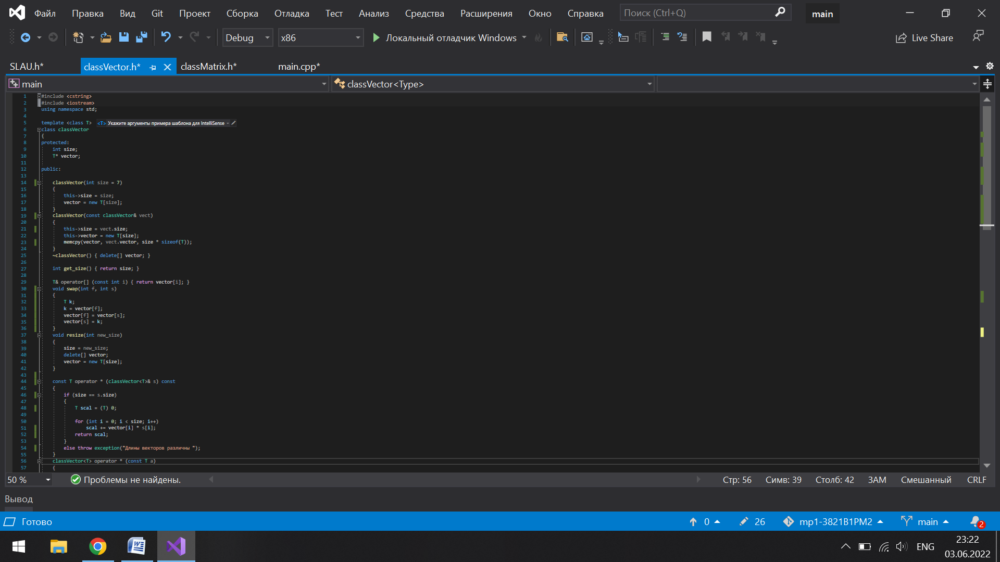 Файл Правка Вид Git Проект Сборка Отладка Тест Анализ Средства Расширения Окно Справка Поиск (Ctrl+Q) main
Debug x86 Локальный отладчик Windows Live Share
SLAU.h* classVector.h* classMatrix.h* main.cpp*
main classVector<Type>
1 #include <cstring>
2 #include <iostream>
3 using namespace std;
4
5 template <class T> <T> Укажите аргументы примера шаблона для IntelliSense
6 class classVector
7 {
8 protected:
9 int size;
10 T* vector;
11
12 public:
13
14 classVector(int size = 7)
15 {
16 this->size = size;
17 vector = new T[size];
18 }
19 classVector(const classVector& vect)
20 {
21 this->size = vect.size;
22 this->vector = new T[size];
23 memcpy(vector, vect.vector, size * sizeof(T));
24 }
25 ~classVector() { delete[] vector; }
26
27 int get_size() { return size; }
28
29 T& operator[] (const int i) { return vector[i]; }
30 void swap(int f, int s)
31 {
32 T k;
33 k = vector[f];
34 vector[f] = vector[s];
35 vector[s] = k;
36 }
37 void resize(int new_size)
38 {
39 size = new_size;
40 delete[] vector;
41 vector = new T[size];
42 }
43
44 const T operator * (classVector<T>& s) const
45 {
46 if (size == s.size)
47 {
48 T scal = (T) 0;
49
50 for (int i = 0; i < size; i++)
51 scal += vector[i] * s[i];
52 return scal;
53 }
54 else throw exception("Длины векторов различны ");
55 }
56 classVector<T> operator * (const T a)
57 {
50 % Проблемы не найдены. Стр: 56 Симв: 39 Столб: 42 ЗАМ Смешанный CRLF
Вывод
Готово 0 26 mp1-3821B1PM2 main 2
ENG 23:22
03.06.2022